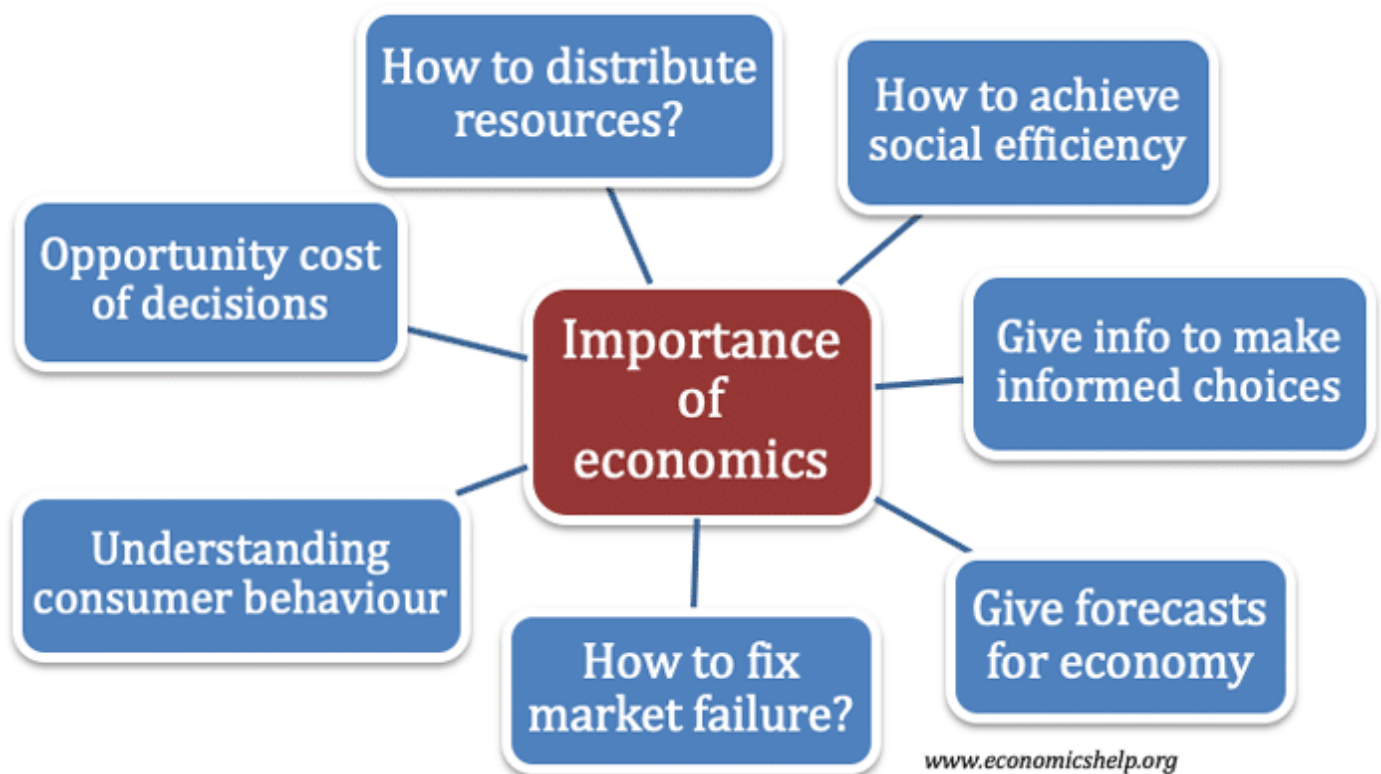 How to distribute
resources?
How to achieve
social efficiency
Opportunity cost
of decisions
Importance
of
economics
Give info to make
informed choices
Understanding
consumer behaviour
How to fix
market failure?
Give forecasts
for economy
www.economicshelp.org